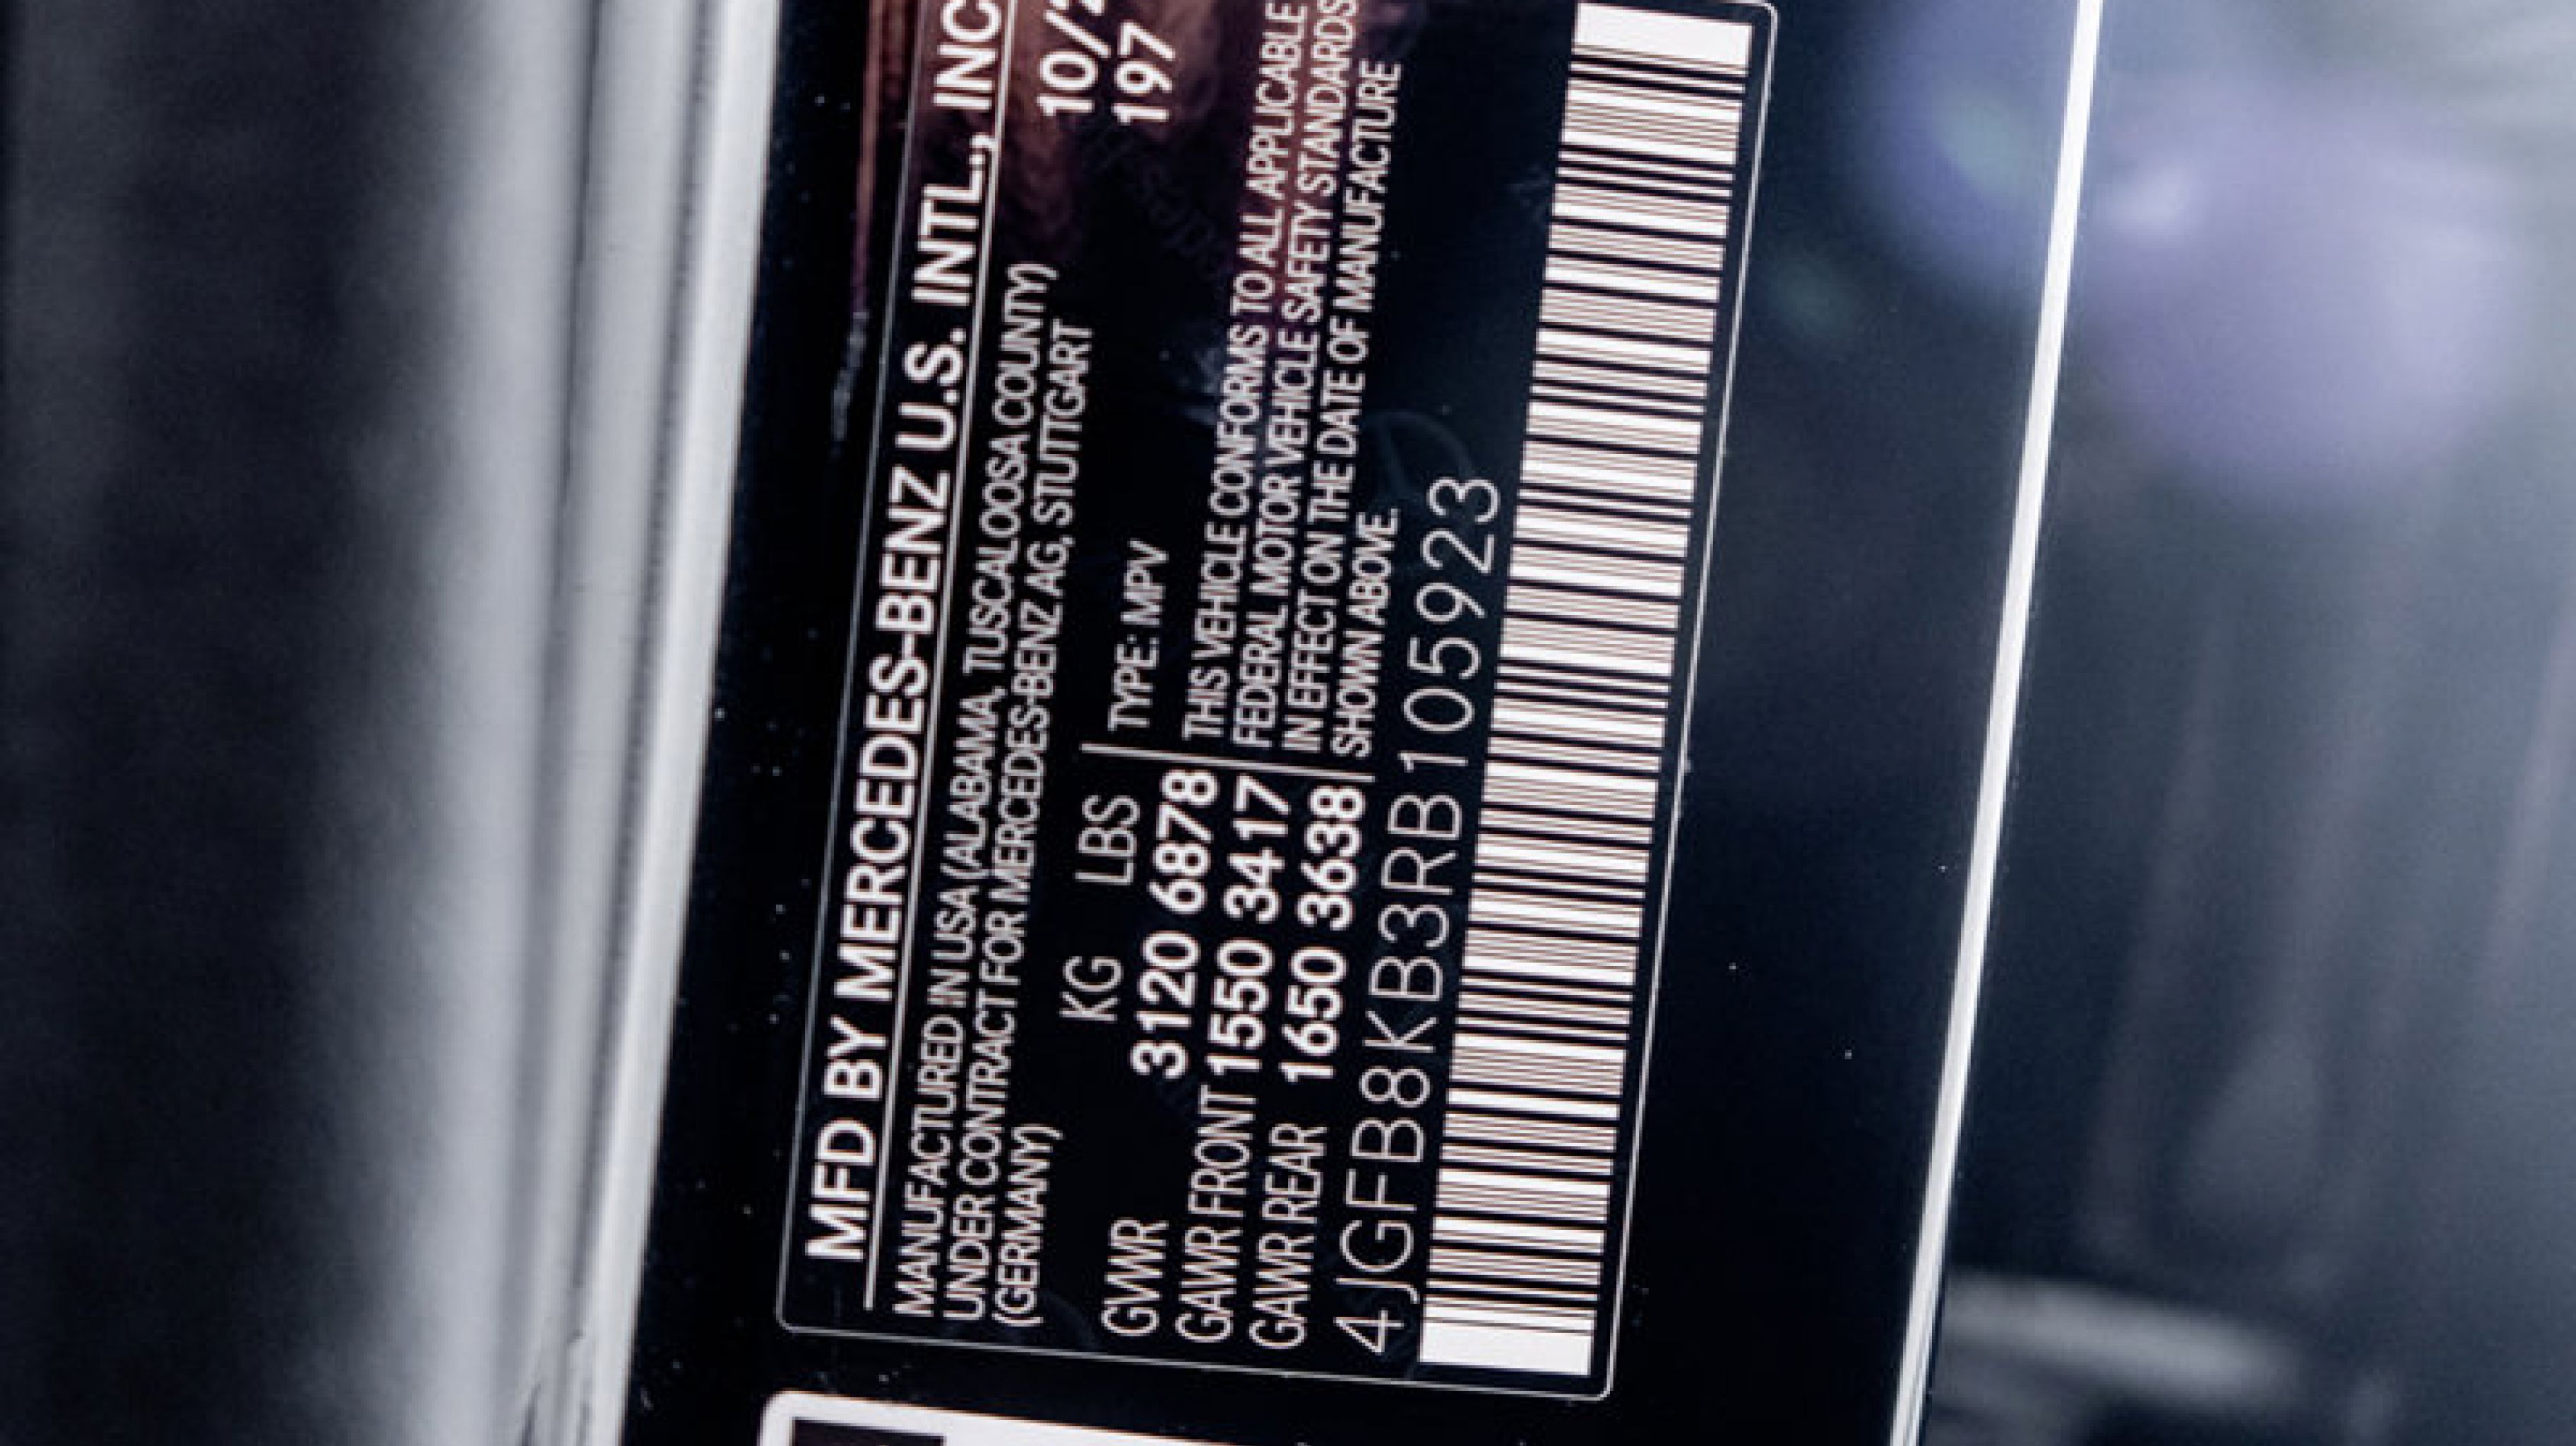 MFD BY MERCEDES-BENZ U.S. INTL., INC
MANUFACTURED IN USA (ALABAMA, TUSCALOOSA COUNTY)
UNDER CONTRACT FOR MERCEDES-BENZ AG, STUTTGART
(GERMANY)
10/
197
KG LBS
GVWR 3120 6878
GAWR FRONT 1550 3417
GAWR REAR 1650 3638
TYPE: MPV
THIS VEHICLE CONFORMS TO ALL APPLICABLE
FEDERAL MOTOR VEHICLE SAFETY STANDARDS
IN EFFECT ON THE DATE OF MANUFACTURE
SHOWN ABOVE.
4JGFB8KB3RB105923